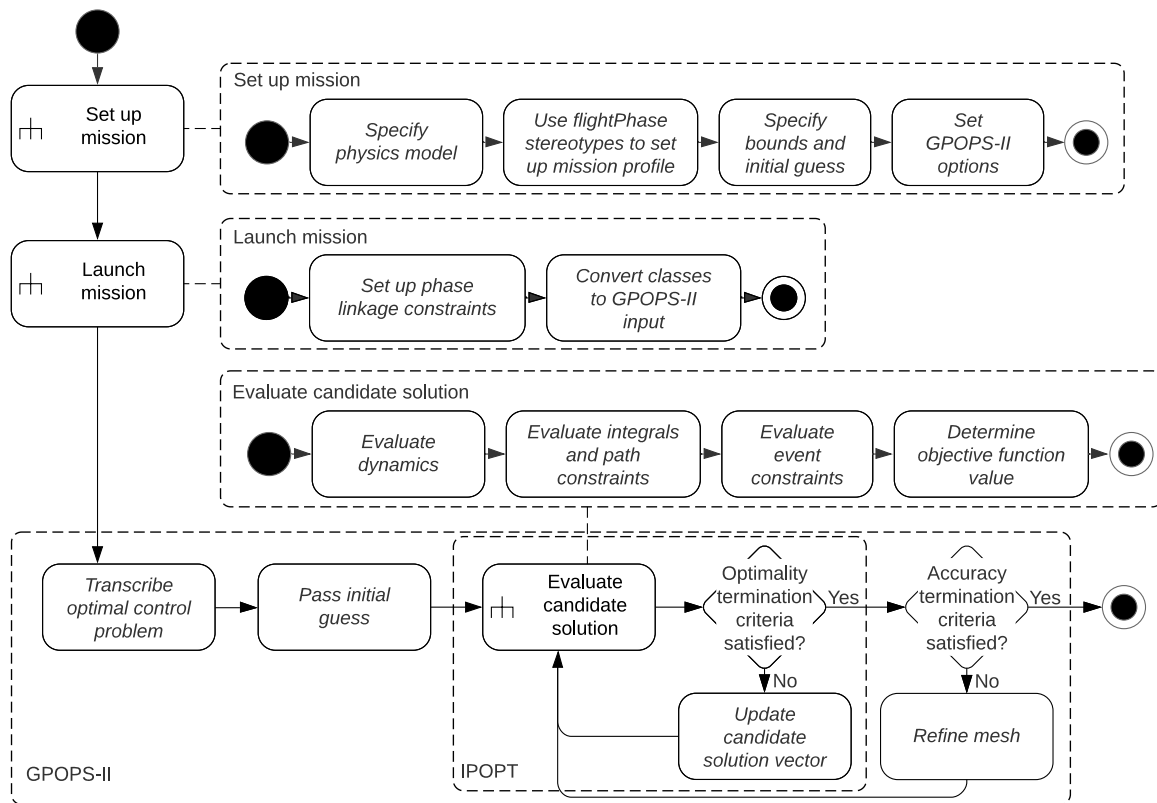 Set up
mission
Set up mission
Specify
physics model
Use flightPhase
stereotypes to set
up mission profile
Specify
bounds and
initial guess
Set
GPOPS-II
options
Launch
mission
Launch mission
Set up phase
linkage constraints
Convert classes
to GPOPS-II
input
Evaluate candidate solution
Evaluate
dynamics
Evaluate integrals
and path
constraints
Evaluate
event
constraints
Determine
objective function
value
Transcribe
optimal control
problem
Pass initial
guess
Evaluate
candidate
solution
Optimality
termination
criteria
satisfied?
Yes
Accuracy
termination
criteria
satisfied?
Yes
No
No
Update
candidate
solution vector
Refine mesh
GPOPS-II
IPOPT